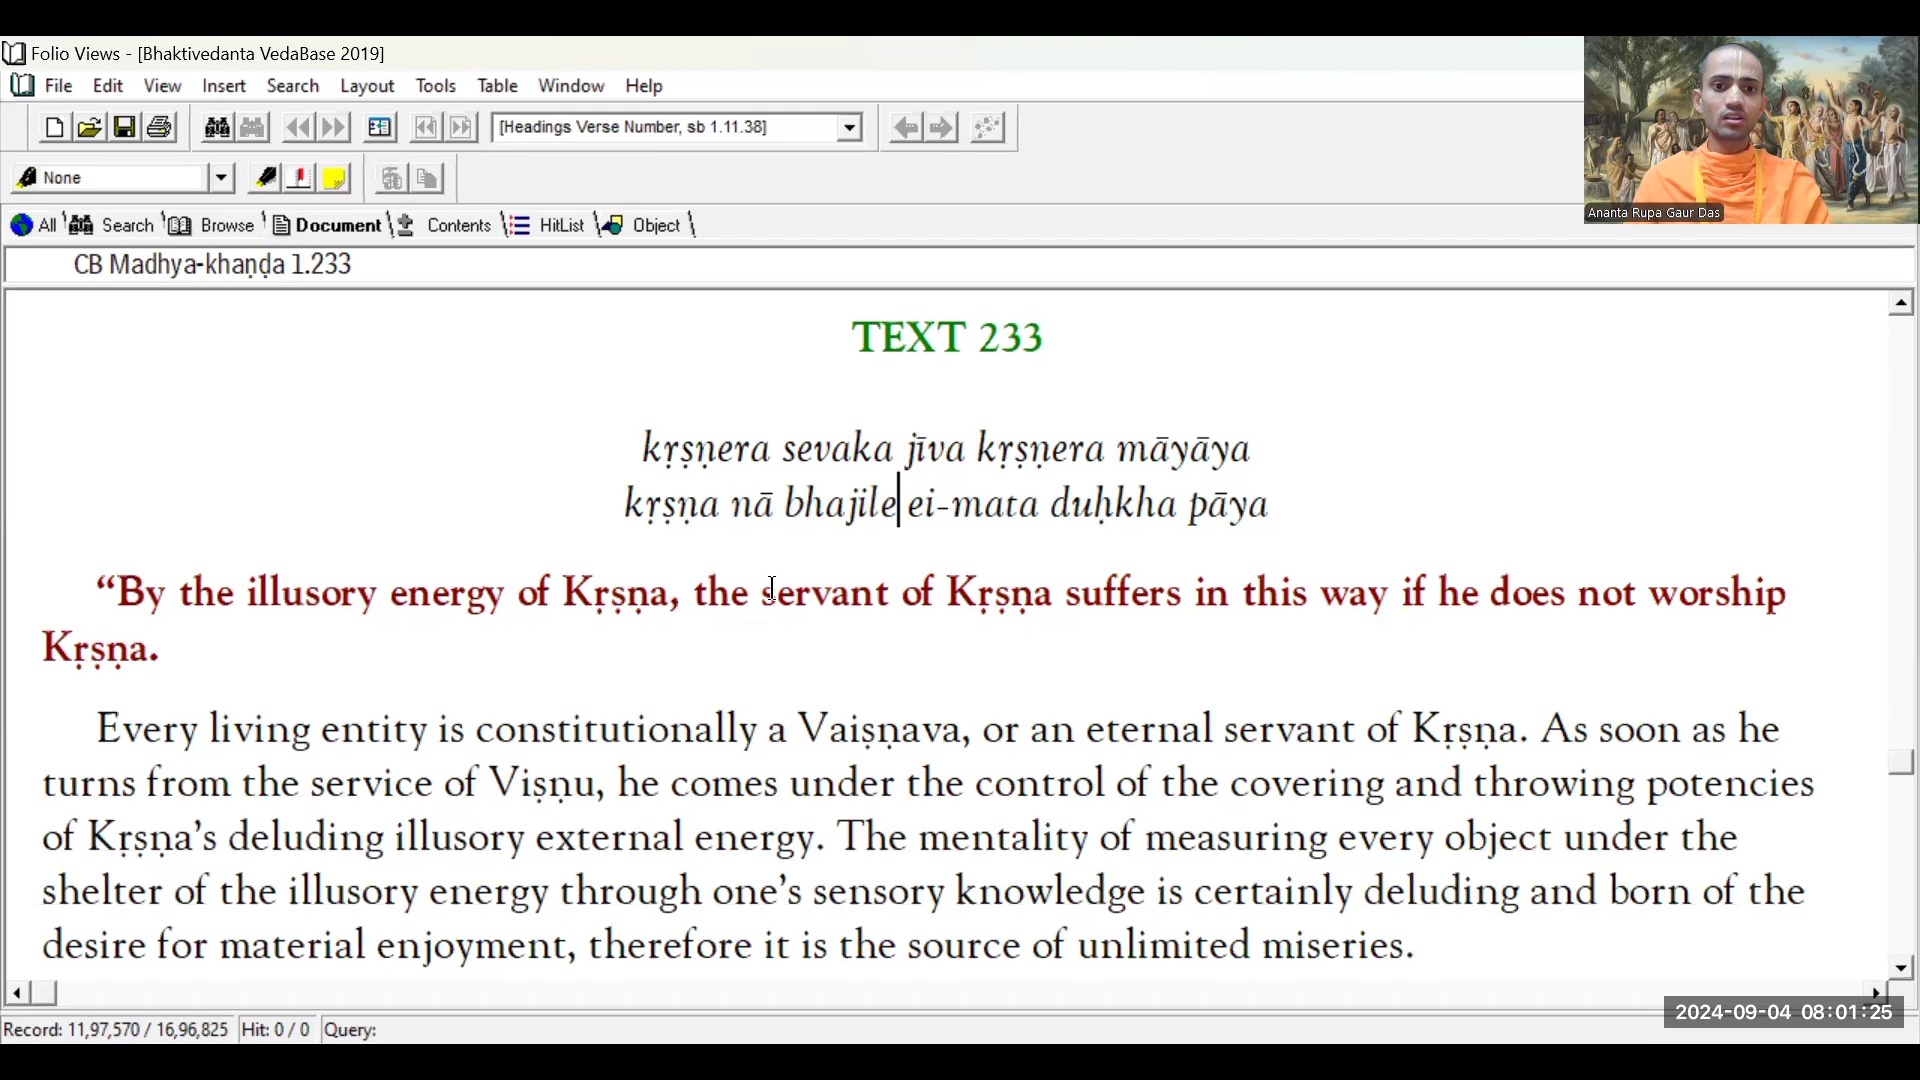 Folio Views - [Bhaktivedanta VedaBase 2019]
File Edit View Insert Search Layout Tools Table Window Help
[Headings Verse Number, sb 1.11.38]
None
All Search Browse Document Contents HitList Object
Ananta Rupa Gaur Das
CB Madhya-khaṇḍa 1.233
TEXT 233
kṛṣṇera sevaka jīva kṛṣṇera māyāya
kṛṣṇa nā bhajile ei-mata duḥkha pāya
“By the illusory energy of Kṛṣṇa, the servant of Kṛṣṇa suffers in this way if he does not worship
Kṛṣṇa.
Every living entity is constitutionally a Vaiṣṇava, or an eternal servant of Kṛṣṇa. As soon as he
turns from the service of Viṣṇu, he comes under the control of the covering and throwing potencies
of Kṛṣṇa’s deluding illusory external energy. The mentality of measuring every object under the
shelter of the illusory energy through one’s sensory knowledge is certainly deluding and born of the
desire for material enjoyment, therefore it is the source of unlimited miseries.
2024-09-04 08:01:25
Record: 11,97,570 / 16,96,825 Hit: 0 / 0 Query: